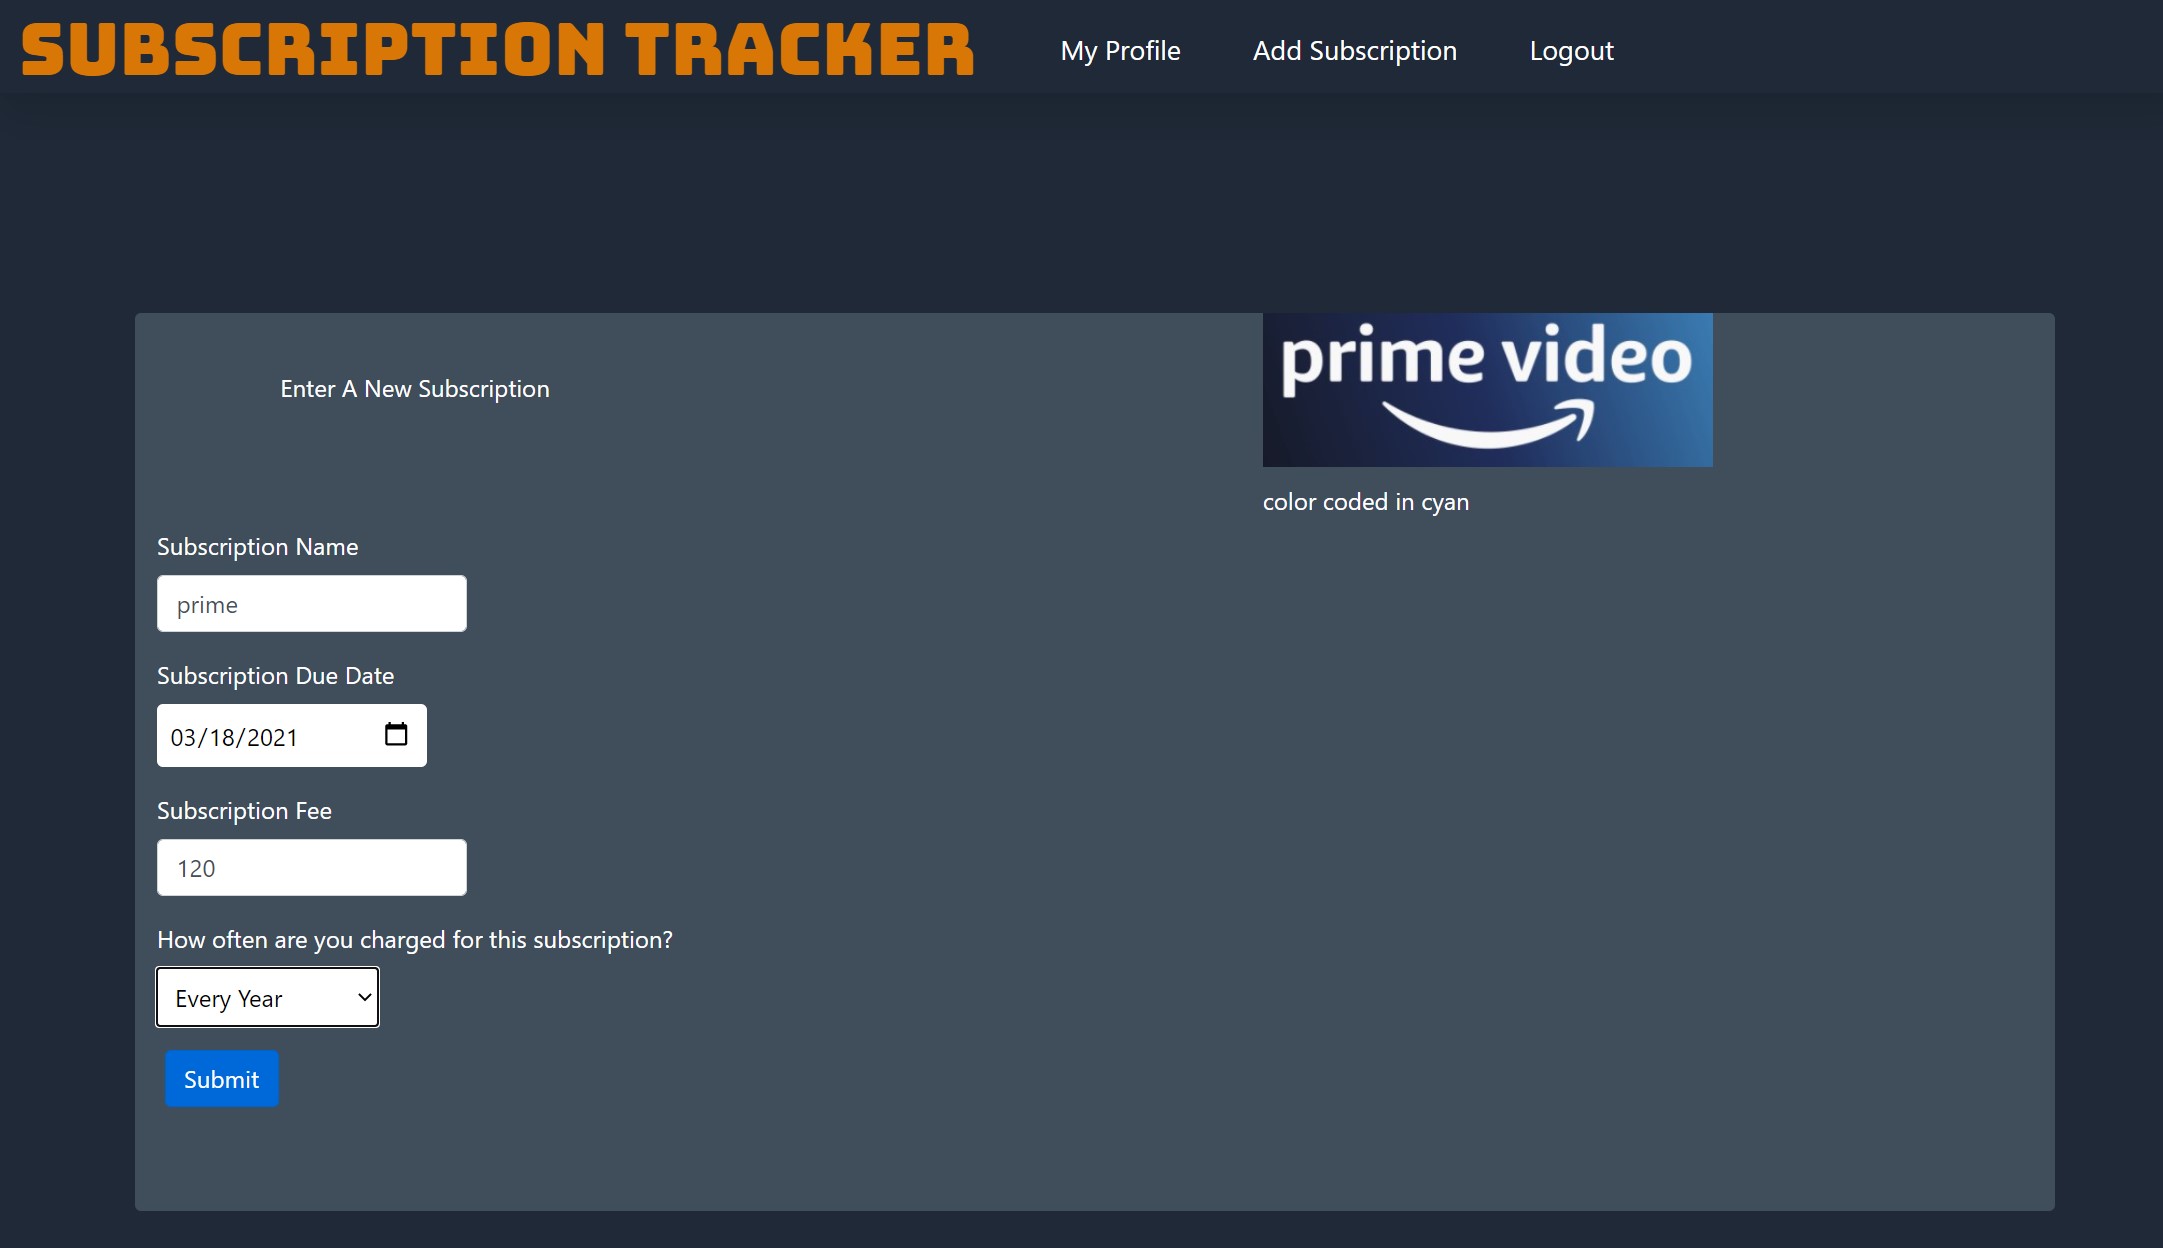 SUBSCRIPTION TRACKER
My Profile
Add Subscription
Logout
Enter A New Subscription
prime video
color coded in cyan
Subscription Name
prime
Subscription Due Date
03/18/2021
Subscription Fee
120
How often are you charged for this subscription?
Every Year
Submit